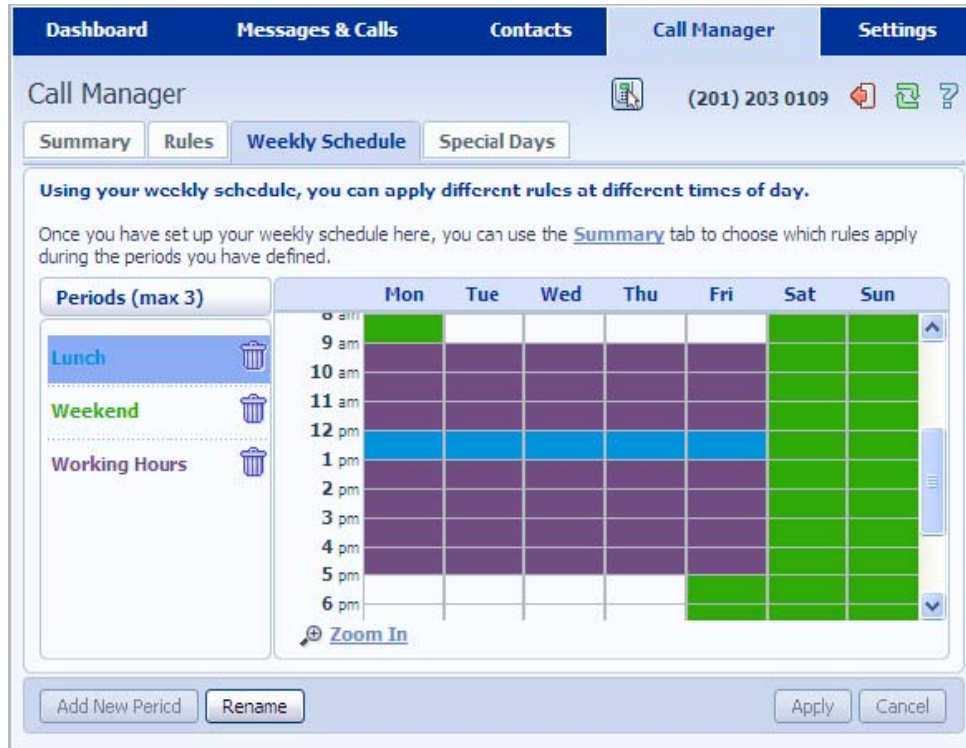 Dashboard Messages & Calls Contacts Call Manager Settings
Call Manager (201) 203 0109
Summary Rules Weekly Schedule Special Days
Using your weekly schedule, you can apply different rules at different times of day.
Once you have set up your weekly schedule here, you can use the Summary tab to choose which rules apply
during the periods you have defined.
Periods (max 3) Mon Tue Wed Thu Fri Sat Sun
8 am
9 am
Lunch
10 am
11 am
Weekend
12 pm
1 pm
Working Hours
2 pm
3 pm
4 pm
5 pm
6 pm
Zoom In
Add New Period Rename Apply Cancel